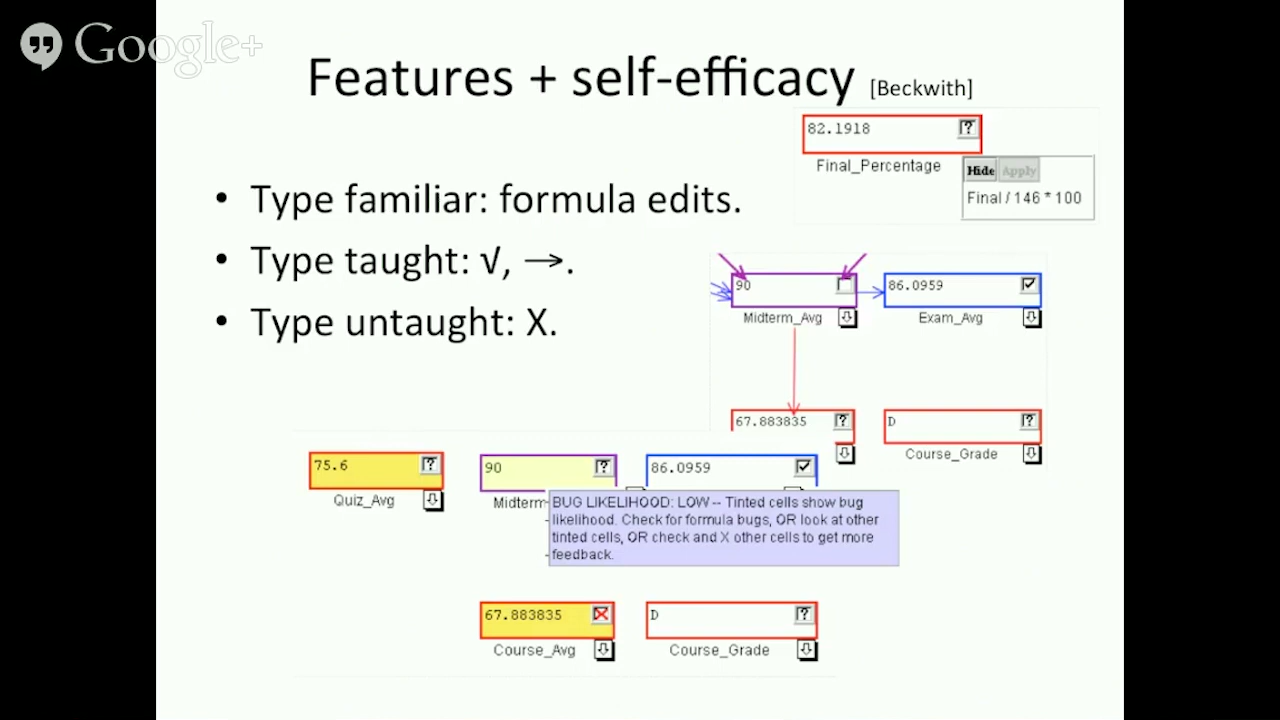 Google+
Features + self-efficacy [Beckwith]
82.1918 ?
Final_Percentage
Hide Apply
Final / 146 * 100
• Type familiar: formula edits.
• Type taught: √, →.
• Type untaught: X.
90
86.0959
Midterm_Avg
Exam_Avg
67.883835 ?
D ?
Course_Grade
75.6 ?
90 ?
86.0959
Quiz_Avg
Midterm
BUG LIKELIHOOD: LOW -- Tinted cells show bug
likelihood. Check for formula bugs, OR look at other
tinted cells, OR check and X other cells to get more
feedback.
67.883835
D ?
Course_Avg
Course_Grade